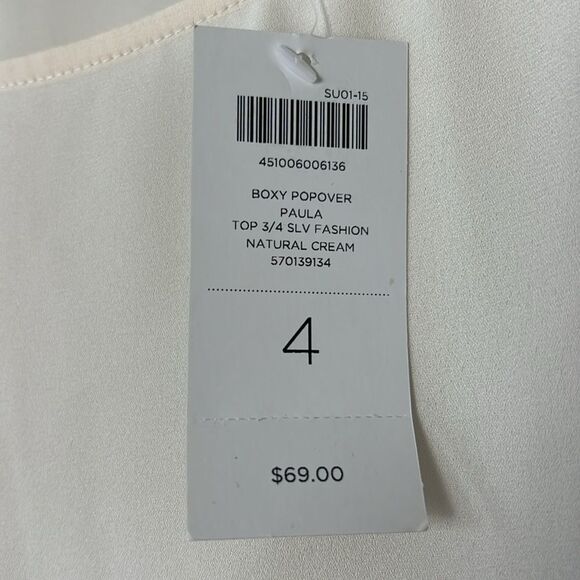 SU01-15
451006006136
BOXY POPOVER
PAULA
TOP 3/4 SLV FASHION
NATURAL CREAM
570139134
4
$69.00